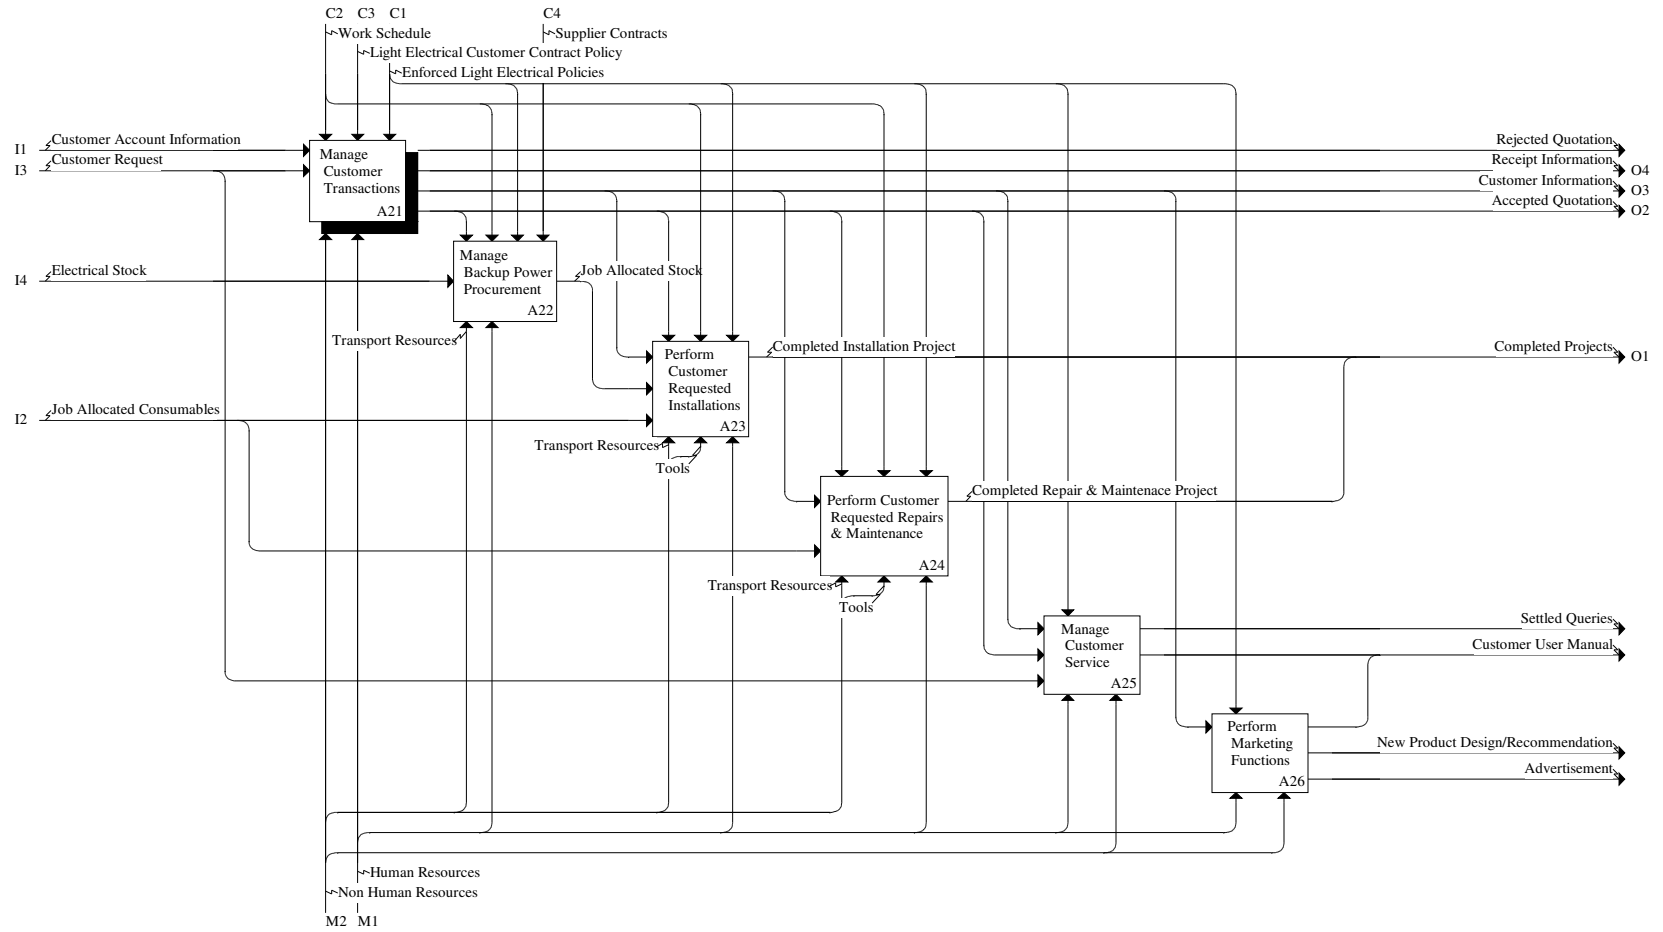 C2 C3 C1 C4
Work Schedule
Supplier Contracts
Light Electrical Customer Contract Policy
Enforced Light Electrical Policies
I1 Customer Account Information
Rejected Quotation
I3 Customer Request
Receipt Information O4
Manage
Customer
Transactions
A21
Customer Information O3
Accepted Quotation O2
I4 Electrical Stock
Manage
Backup Power
Procurement
A22
Job Allocated Stock
Transport Resources
Perform
Customer
Requested
Installations
A23
Completed Installation Project
Completed Projects O1
I2 Job Allocated Consumables
Transport Resources
Tools
Perform Customer
Requested Repairs
& Maintenance
A24
Completed Repair & Maintenace Project
Transport Resources
Tools
Manage
Customer
Service
A25
Settled Queries
Customer User Manual
Perform
Marketing
Functions
A26
New Product Design/Recommendation
Advertisement
Human Resources
Non Human Resources
M2 M1